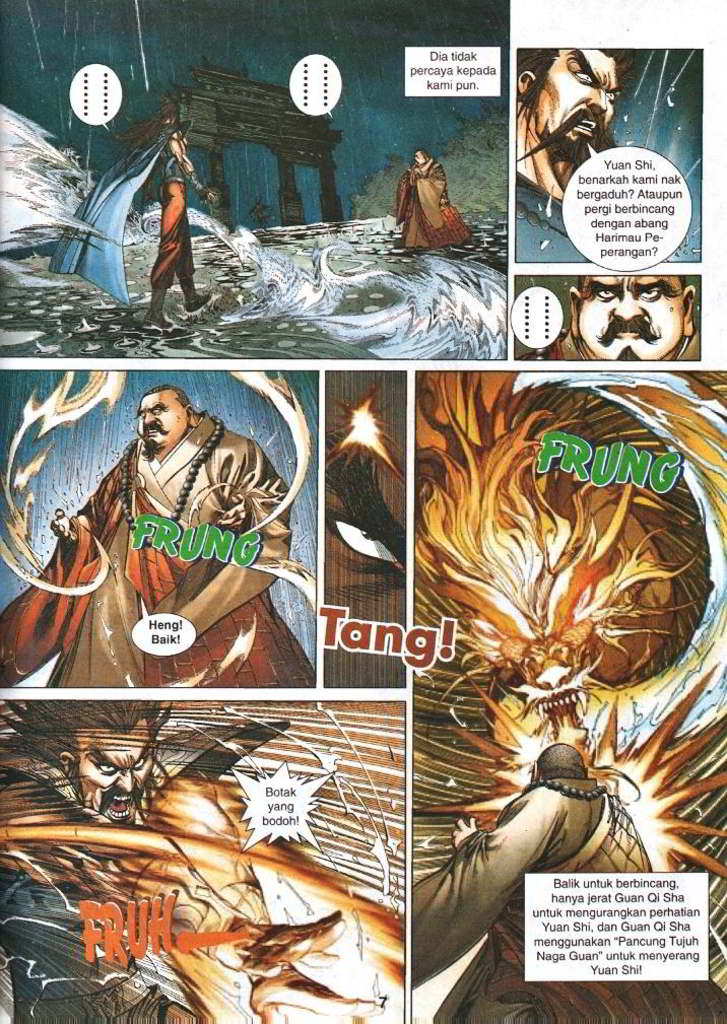 Dia tidak
percaya kepada
kami pun.
Yuan Shi,
benarkah kami nak
bergaduh? Ataupun
pergi berbincang
dengan abang
Harimau Pe-
perangan?
FRUNG
Heng!
Baik!
Tang!
FRUNG
Botak
yang
bodoh!
FRUH
Balik untuk berbincang,
hanya jerat Guan Qi Sha
untuk mengurangkan perhatian
Yuan Shi, dan Guan Qi Sha
menggunakan “Pancung Tujuh
Naga Guan” untuk menyerang
Yuan Shi!
7